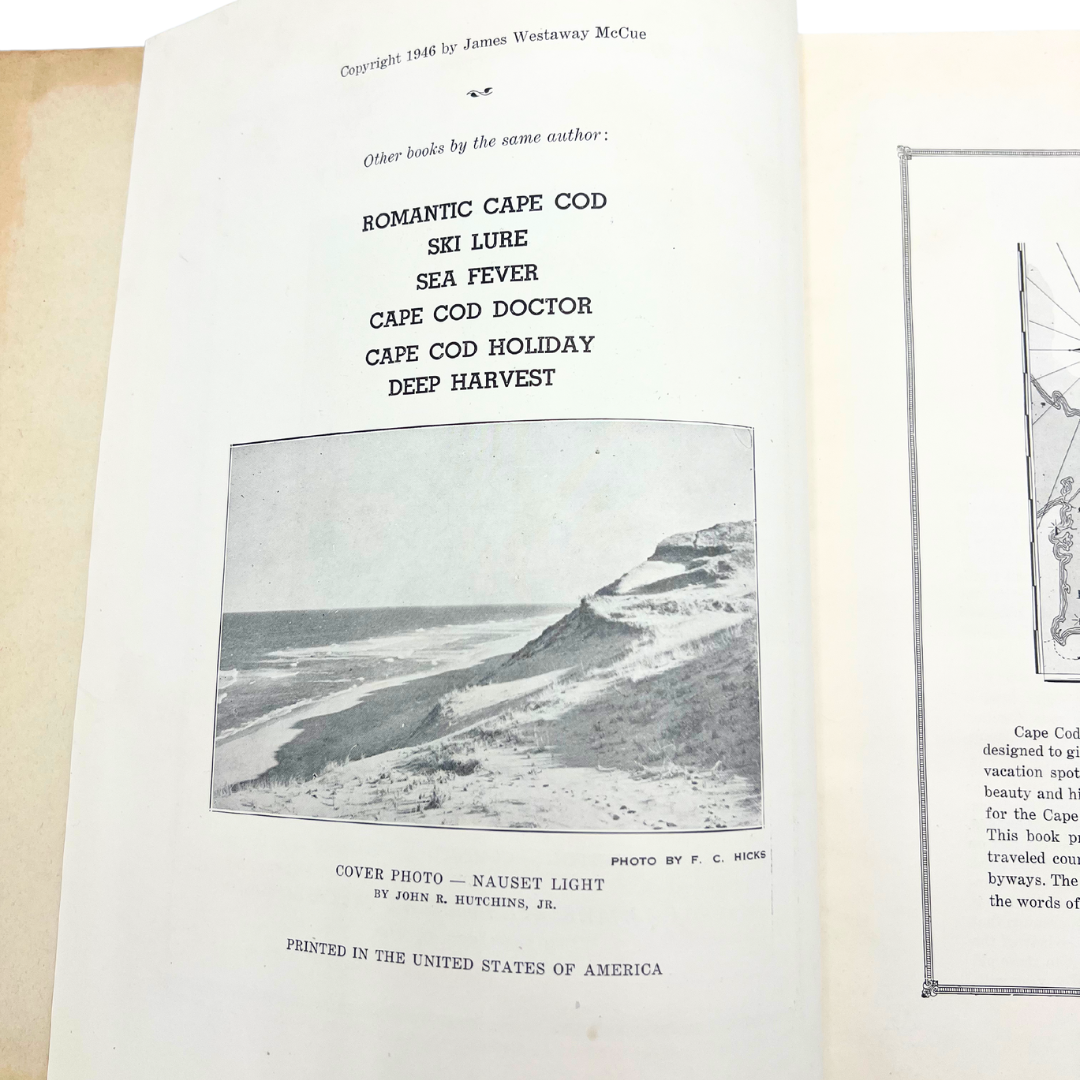 Copyright 1946 by James Westaway McCue
Other books by the same author:
ROMANTIC CAPE COD
SKI LURE
SEA FEVER
CAPE COD DOCTOR
CAPE COD HOLIDAY
DEEP HARVEST
PHOTO BY F. C. HICKS
COVER PHOTO — NAUSET LIGHT
BY JOHN R. HUTCHINS, JR.
PRINTED IN THE UNITED STATES OF AMERICA
Cape Cod
designed to gi
vacation spot
beauty and hi
for the Cape
This book pr
traveled cour
byways. The
the words of